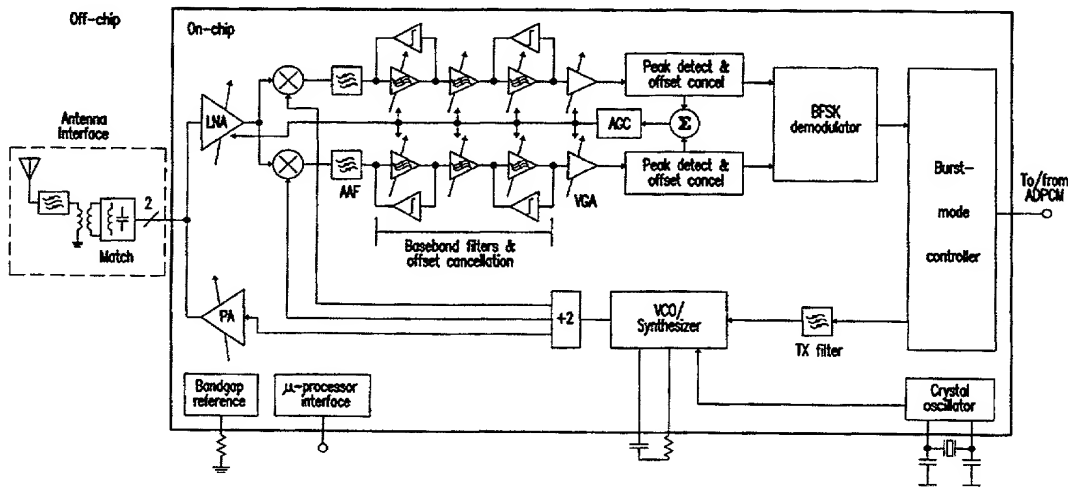 Off-chip
On-chip
Antenna
Interface
2
Match
LNA
AAF
VGA
Peak detect &
offset cancel
AGC
Σ
Peak detect &
offset cancel
BFSK
demodulator
Burst-
mode
controller
To/from
ADPCM
Baseband filters &
offset cancellation
PA
÷2
VCO/
Synthesizer
TX filter
Bandgap
reference
μ-processor
interface
Crystal
oscillator